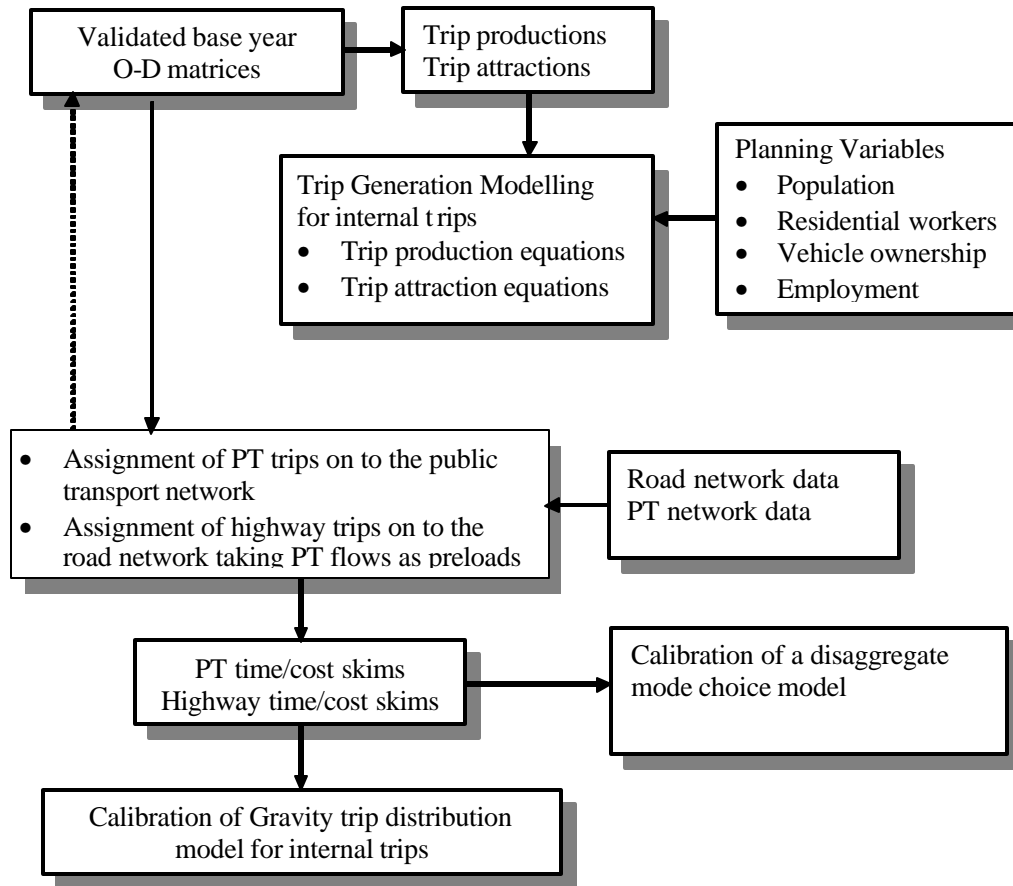 Validated base year
O-D matrices
Trip productions
Trip attractions
Planning Variables
• Population
• Residential workers
• Vehicle ownership
• Employment
Trip Generation Modelling
for internal t rips
• Trip production equations
• Trip attraction equations
• Assignment of PT trips on to the public
transport network
• Assignment of highway trips on to the
road network taking PT flows as preloads
Road network data
PT network data
PT time/cost skims
Highway time/cost skims
Calibration of a disaggregate
mode choice model
Calibration of Gravity trip distribution
model for internal trips